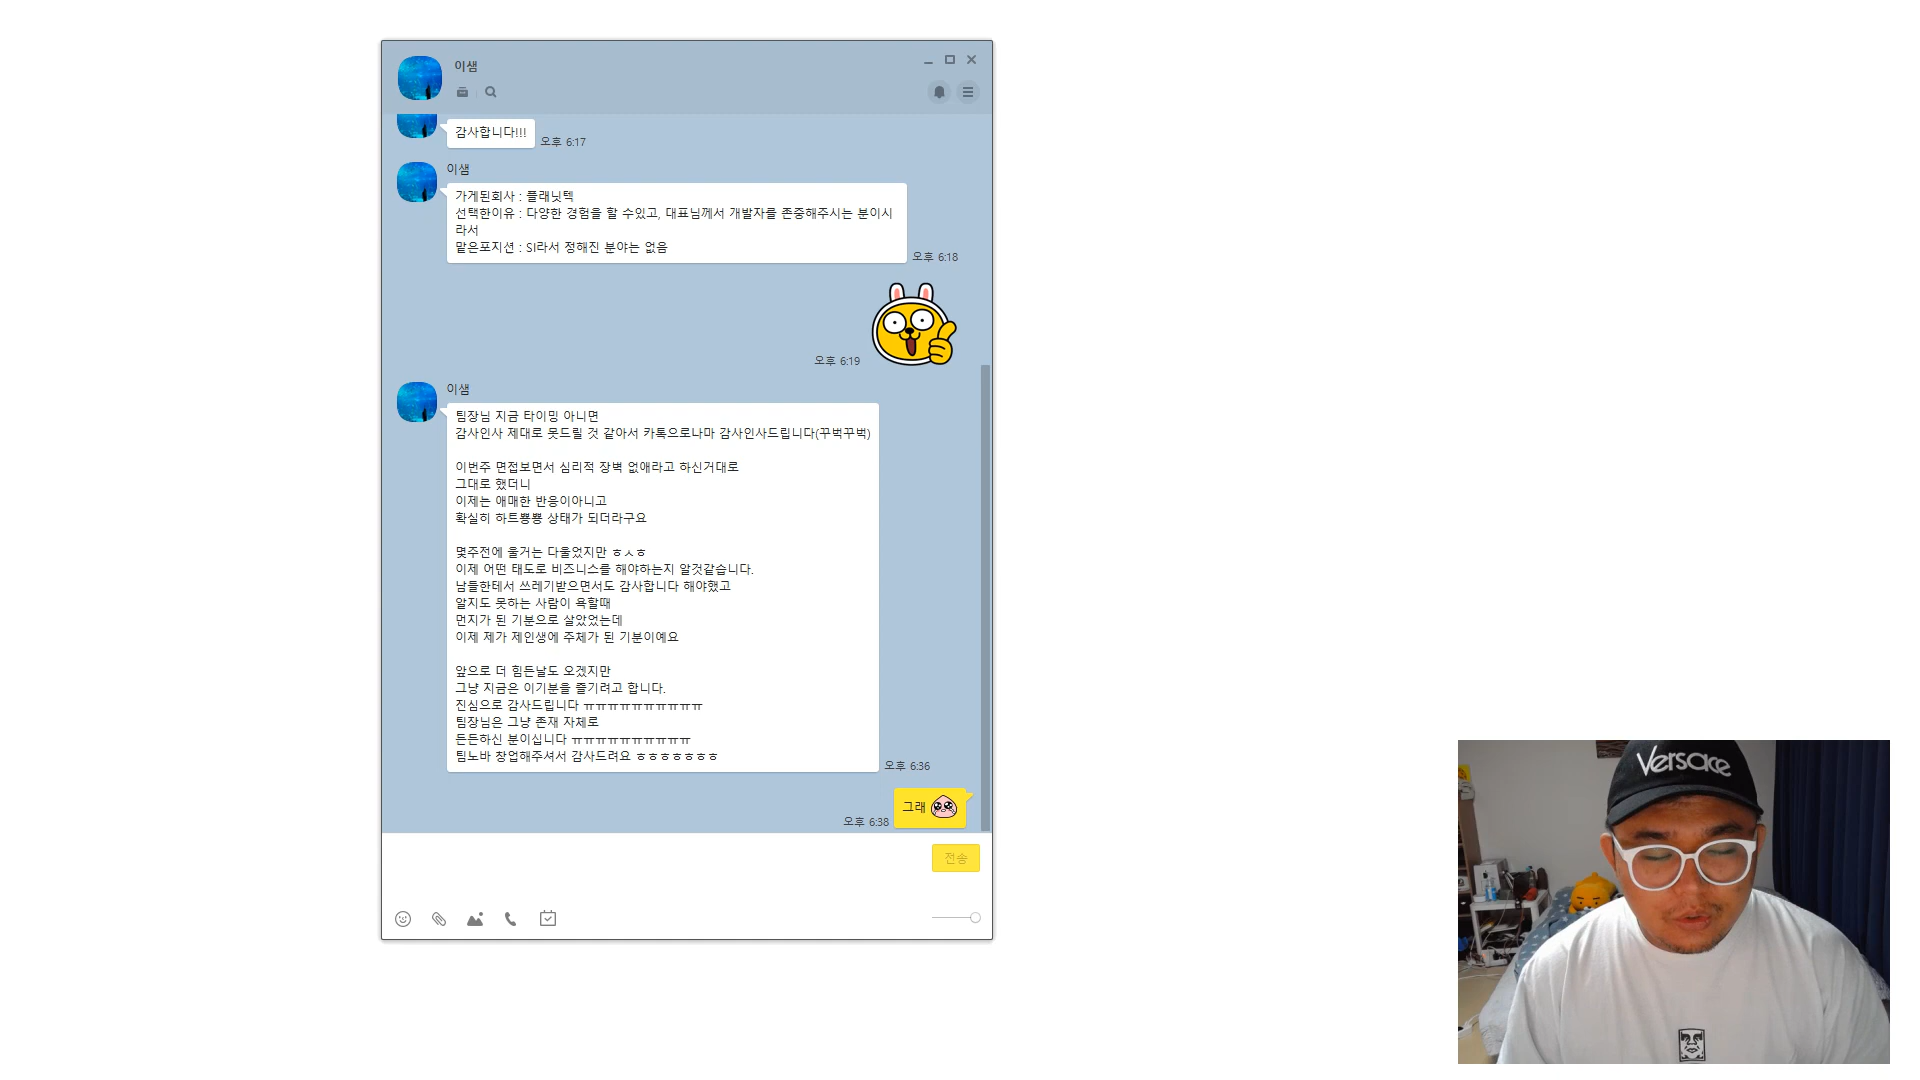 이샘
감사합니다!!!
오후 6:17
이샘
가게된회사 : 플래닛텍
선택한이유 : 다양한 경험을 할 수있고, 대표님께서 개발자를 존중해주시는 분이시
라서
맡은포지션 : SI라서 정해진 분야는 없음
오후 6:18
오후 6:19
이샘
팀장님 지금 타이밍 아니면
감사인사 제대로 못드릴 것 같아서 카톡으로나마 감사인사드립니다(꾸벅꾸벅)
이번주 면접보면서 심리적 장벽 없애라고 하신거대로
그대로 했더니
이제는 애매한 반응이아니고
확실히 하트뿅뿅 상태가 되더라구요
몇주전에 울거는 다울었지만 ㅎㅅㅎ
이제 어떤 태도로 비즈니스를 해야하는지 알것같습니다.
남들한테서 쓰레기받으면서도 감사합니다 해야했고
알지도 못하는 사람이 욕할때
먼지가 된 기분으로 살았었는데
이제 제가 제인생에 주체가 된 기분이예요
앞으로 더 힘든날도 오겠지만
그냥 지금은 이기분을 즐기려고 합니다.
진심으로 감사드립니다 ㅠㅠㅠㅠㅠㅠㅠㅠㅠㅠ
팀장님은 그냥 존재 자체로
든든하신 분이십니다 ㅠㅠㅠㅠㅠㅠㅠㅠㅠㅠ
팀노바 창업해주셔서 감사드려요 ㅎㅎㅎㅎㅎㅎㅎ
오후 6:36
그래
오후 6:38
전송
Versace